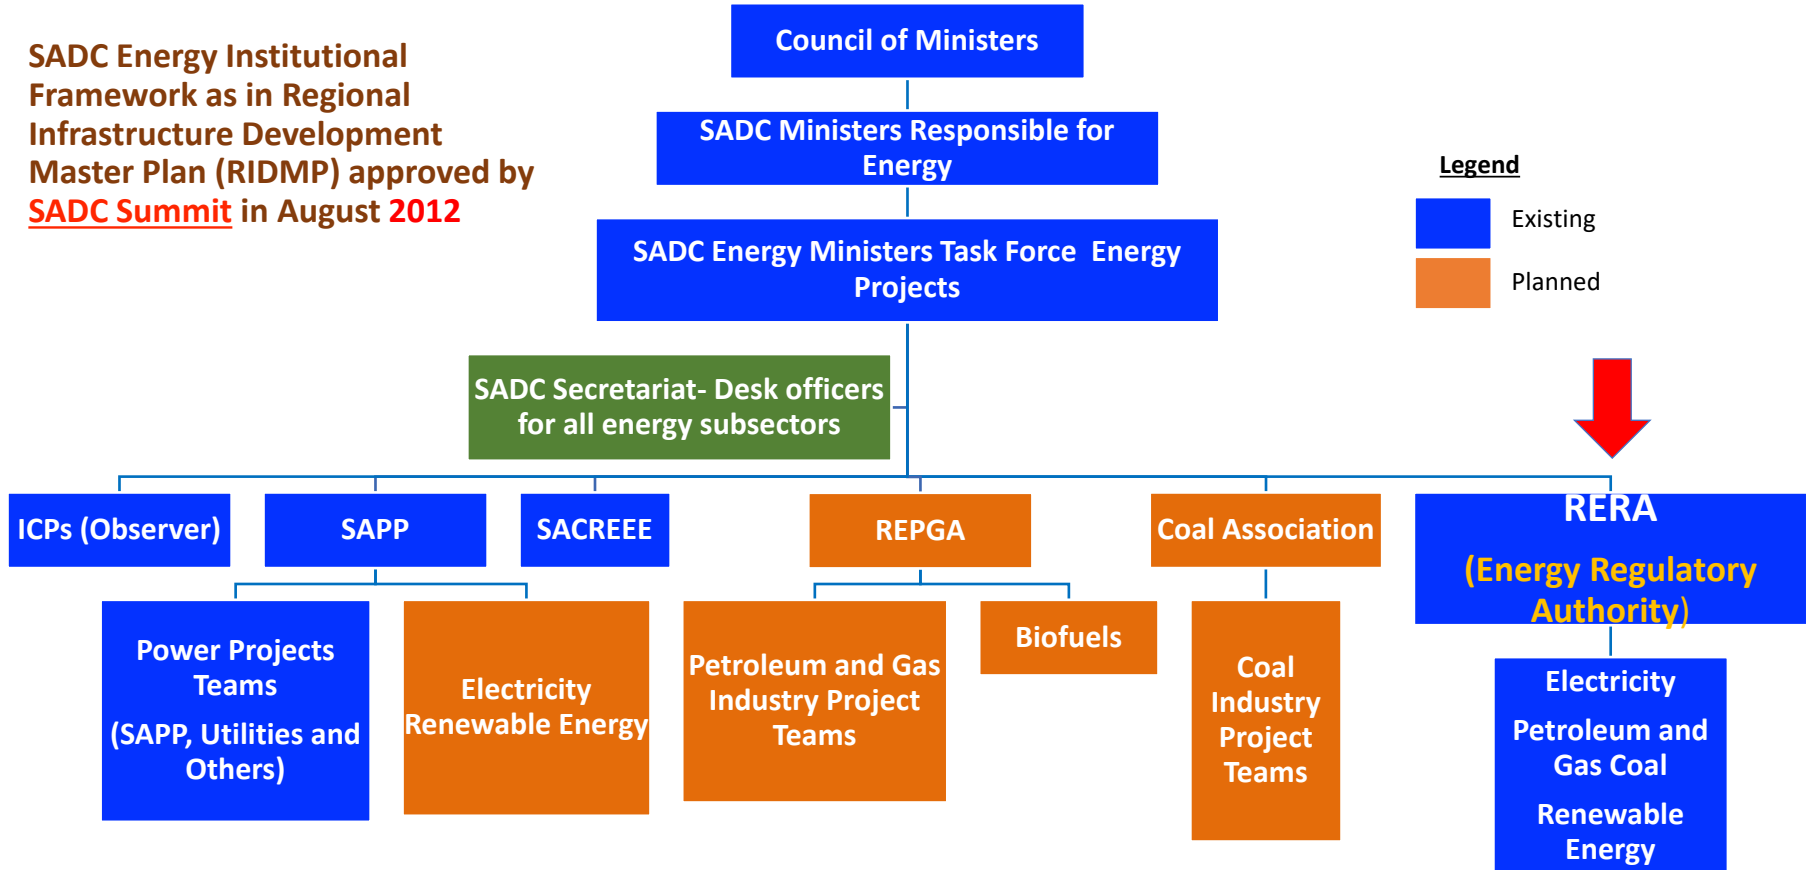 SADC Energy Institutional
Framework as in Regional
Infrastructure Development
Master Plan (RIDMP) approved by
SADC Summit in August 2012
Council of Ministers
SADC Ministers Responsible for
Energy
SADC Energy Ministers Task Force  Energy
Projects
Legend
Existing
Planned
SADC Secretariat- Desk officers
for all energy subsectors
ICPs (Observer)
SAPP
SACREEE
REPGA
Coal Association
RERA
(Energy Regulatory
Authority)
Power Projects
Teams
(SAPP, Utilities and
Others)
Electricity
Renewable Energy
Petroleum and Gas
Industry Project
Teams
Biofuels
Coal
Industry
Project
Teams
Electricity
Petroleum and
Gas Coal
Renewable
Energy